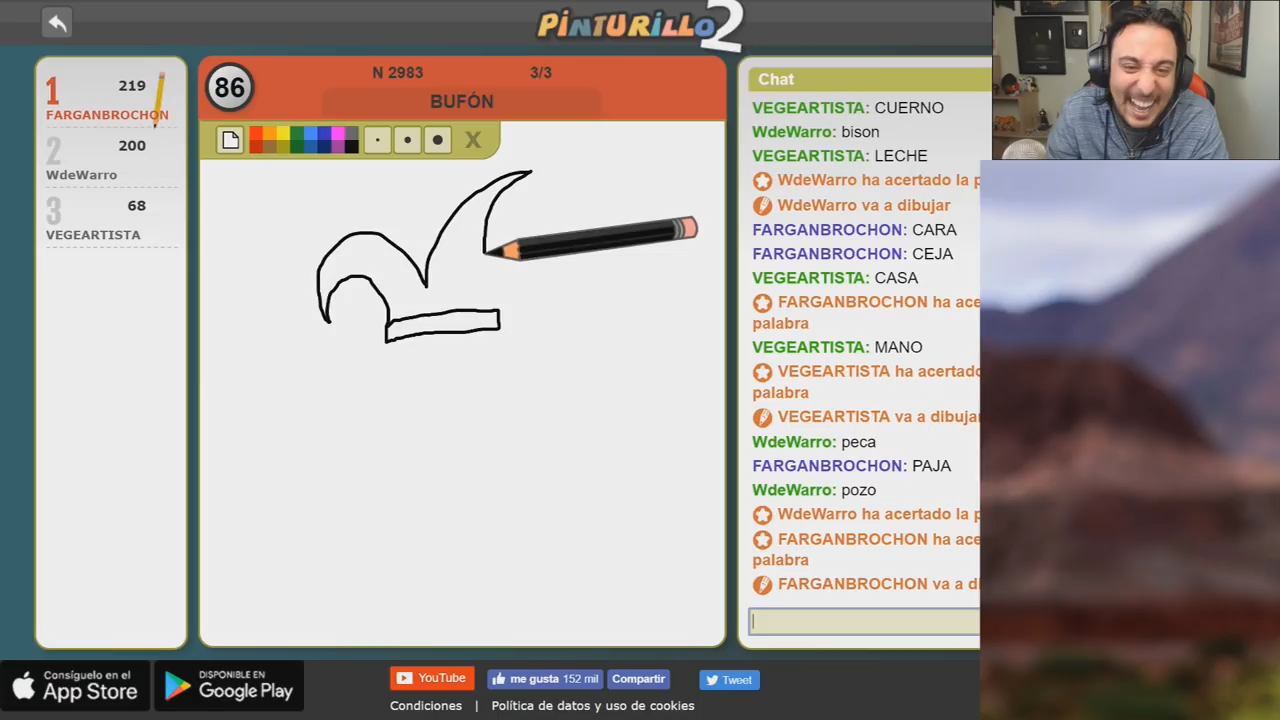 PINTURILLO 2
1 219
FARGANBROCHON
2 200
WdeWarro
3 68
VEGEARTISTA
86
N 2983 3/3
BUFÓN
X
Chat
VEGEARTISTA: CUERNO
WdeWarro: bison
VEGEARTISTA: LECHE
WdeWarro ha acertado la p
WdeWarro va a dibujar
FARGANBROCHON: CARA
FARGANBROCHON: CEJA
VEGEARTISTA: CASA
FARGANBROCHON ha ace
palabra
VEGEARTISTA: MANO
VEGEARTISTA ha acertado
palabra
VEGEARTISTA va a dibujar
WdeWarro: peca
FARGANBROCHON: PAJA
WdeWarro: pozo
WdeWarro ha acertado la p
FARGANBROCHON ha ace
palabra
FARGANBROCHON va a di
Consíguelo en el
App Store
DISPONIBLE EN
Google Play
YouTube
me gusta 152 mil
Compartir
Tweet
Condiciones
Política de datos y uso de cookies